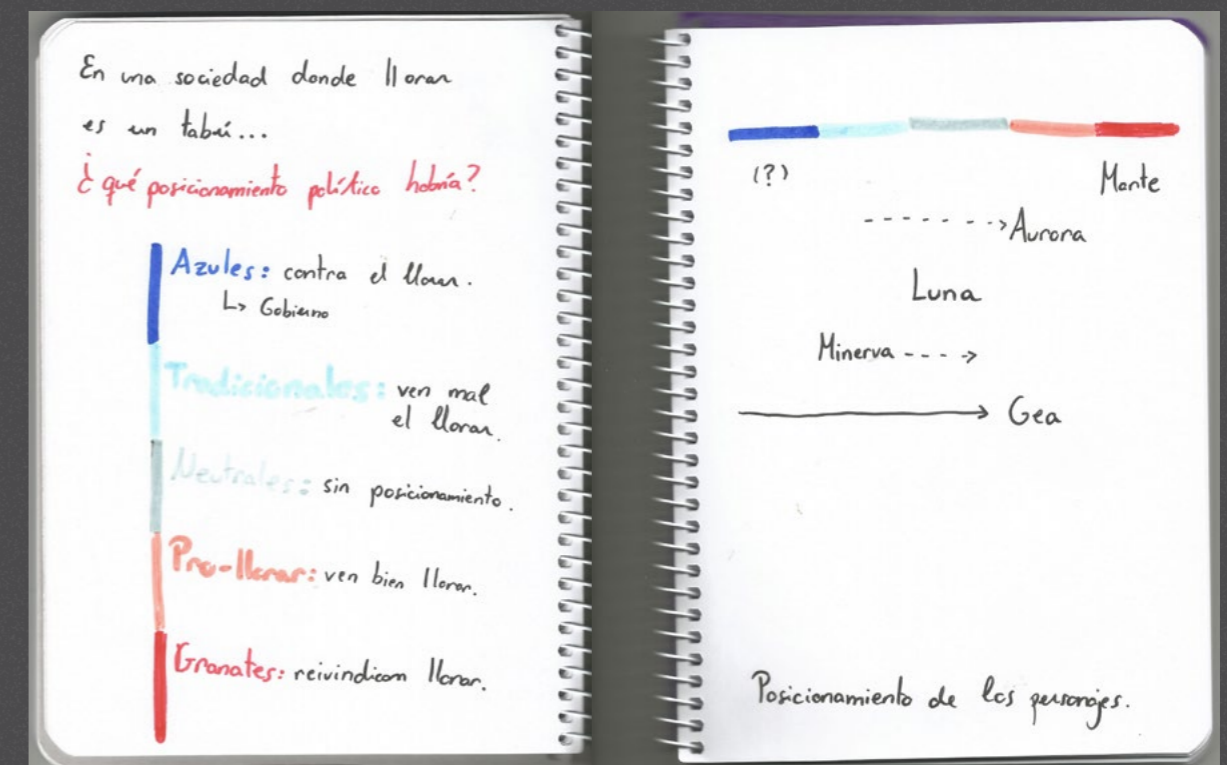 En una sociedad donde llorar
es un tabú...
¿qué posicionamiento político habría?
Azules: contra el llorar.
↳ Gobierno
Tradicionales: ven mal
el llorar.
Neutrales: sin posicionamiento.
Pro-llorar: ven bien llorar.
Granates: reivindican llorar.
(?)
Mante
Aurora
Luna
Minerva
Gea
Posicionamiento de los personajes.